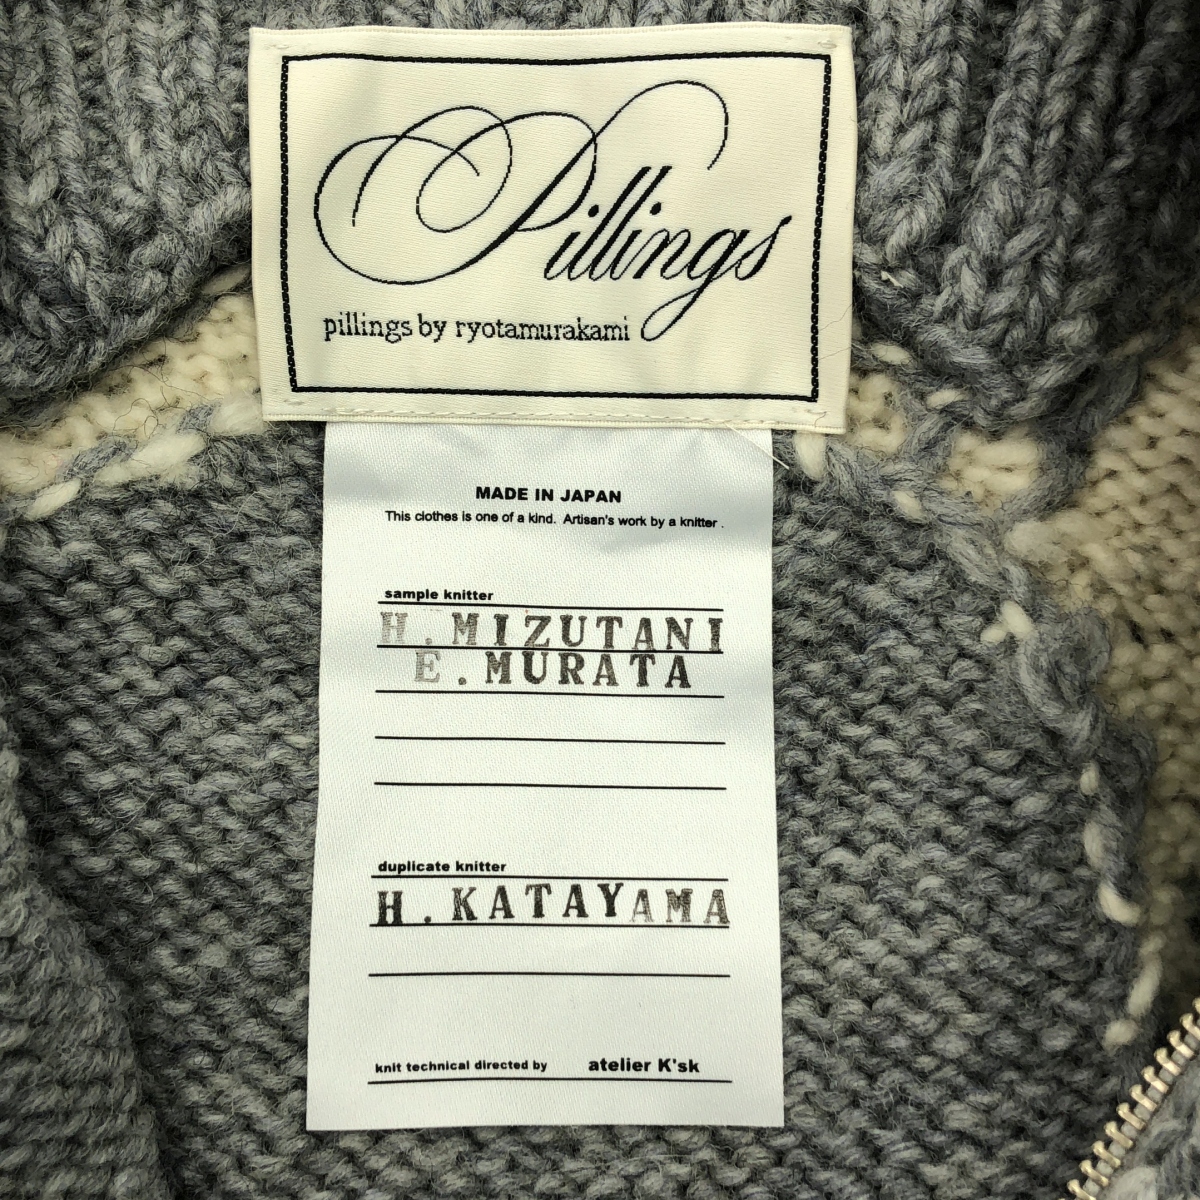 Pillings
pillings by ryotamurakami
MADE IN JAPAN
This clothes is one of a kind. Artisan's work by a knitter .
sample knitter
H.MIZUTANI
E.MURATA
duplicate knitter
H.KATAYAMA
knit technical directed by atelier K'sk